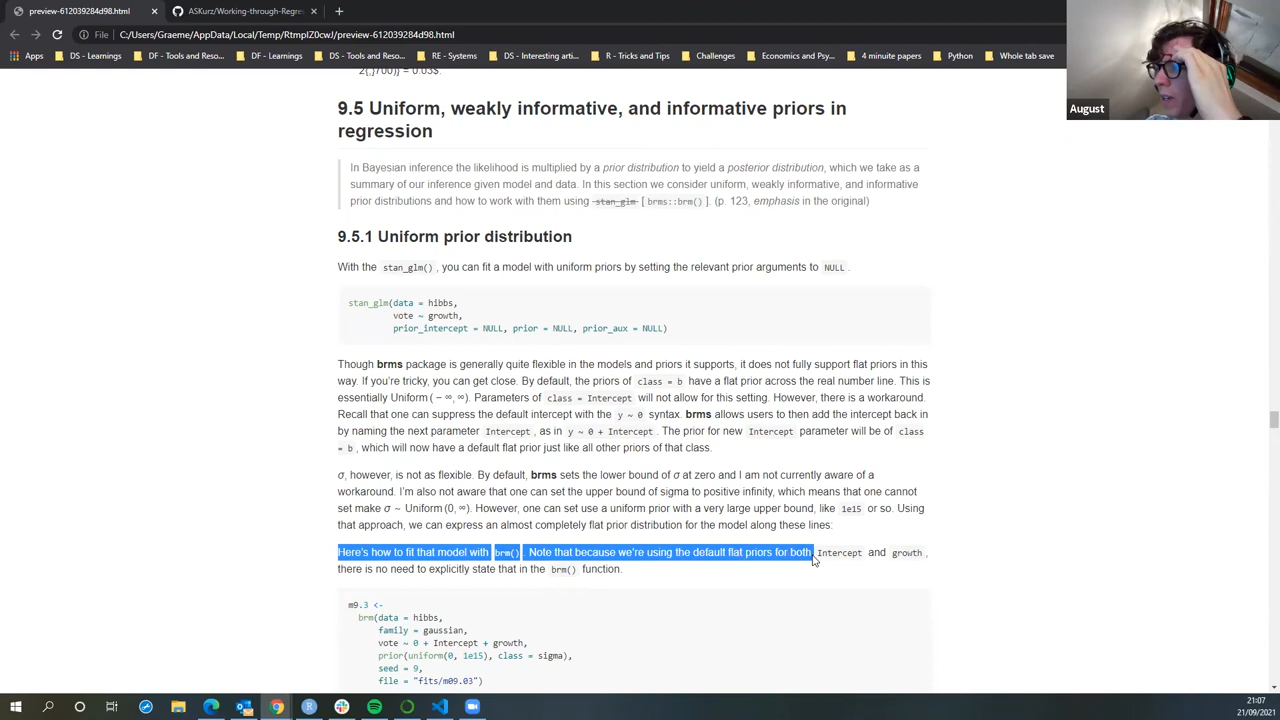 preview-612039284d98.html
ASKurz/Working-through-Regres
File
C:/Users/Graeme/AppData/Local/Temp/RtmpIZ0cwJ/preview-612039284d98.html
Apps
DS - Learnings
DF - Tools and Reso...
DF - Learnings
DS - Tools and Reso...
RE - Systems
DS - Interesting arti...
R - Tricks and Tips
Challenges
Economics and Psy...
4 minuite papers
Python
Whole tab save
August
2{,}700)} = 0.03$.
9.5 Uniform, weakly informative, and informative priors in
regression
In Bayesian inference the likelihood is multiplied by a prior distribution to yield a posterior distribution, which we take as a
summary of our inference given model and data. In this section we consider uniform, weakly informative, and informative
prior distributions and how to work with them using stan_glm [ brms::brm() ]. (p. 123, emphasis in the original)
9.5.1 Uniform prior distribution
With the stan_glm() , you can fit a model with uniform priors by setting the relevant prior arguments to NULL .
stan_glm(data = hibbs,
vote ~ growth,
prior_intercept = NULL, prior = NULL, prior_aux = NULL)
Though brms package is generally quite flexible in the models and priors it supports, it does not fully support flat priors in this
way. If you're tricky, you can get close. By default, the priors of class = b have a flat prior across the real number line. This is
essentially Uniform(−∞, ∞). Parameters of class = Intercept will not allow for this setting. However, there is a workaround.
Recall that one can suppress the default intercept with the y ~ 0 syntax. brms allows users to then add the intercept back in
by naming the next parameter Intercept , as in y ~ 0 + Intercept . The prior for new Intercept parameter will be of class
= b , which will now have a default flat prior just like all other priors of that class.
σ, however, is not as flexible. By default, brms sets the lower bound of σ at zero and I am not currently aware of a
workaround. I'm also not aware that one can set the upper bound of sigma to positive infinity, which means that one cannot
set make σ ∼ Uniform(0, ∞). However, one can set use a uniform prior with a very large upper bound, like 1e15 or so. Using
that approach, we can express an almost completely flat prior distribution for the model along these lines:
Here's how to fit that model with brm() Note that because we're using the default flat priors for both Intercept and growth ,
there is no need to explicitly state that in the brm() function.
m9.3 <-
brm(data = hibbs,
family = gaussian,
vote ~ 0 + Intercept + growth,
prior(uniform(0, 1e15), class = sigma),
seed = 9,
file = "fits/m09.03")
21:07
21/09/2021